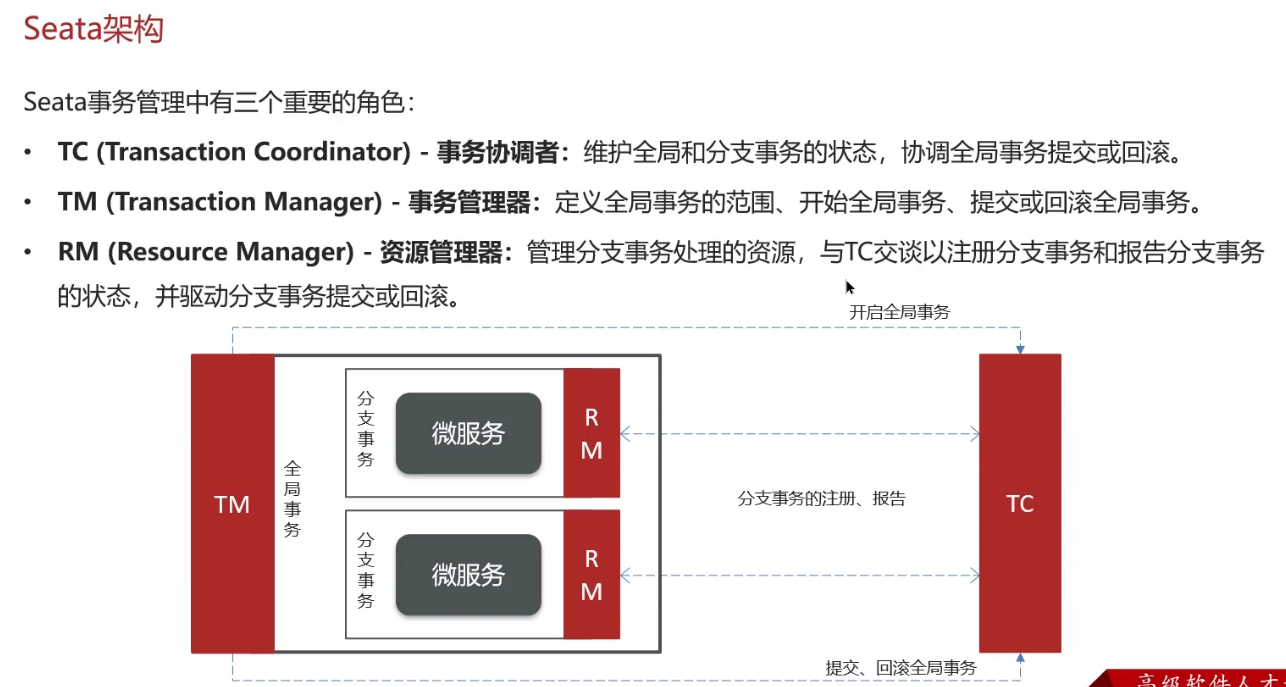 Seata架构
Seata事务管理中有三个重要的角色：
• TC (Transaction Coordinator) - 事务协调者：维护全局和分支事务的状态，协调全局事务提交或回滚。
• TM (Transaction Manager) - 事务管理器：定义全局事务的范围、开始全局事务、提交或回滚全局事务。
• RM (Resource Manager) - 资源管理器：管理分支事务处理的资源，与TC交谈以注册分支事务和报告分支事务
的状态，并驱动分支事务提交或回滚。
开启全局事务
TM
全局事务
分支事务
微服务
RM
分支事务
微服务
RM
分支事务的注册、报告
TC
提交、回滚全局事务
高级软件人才